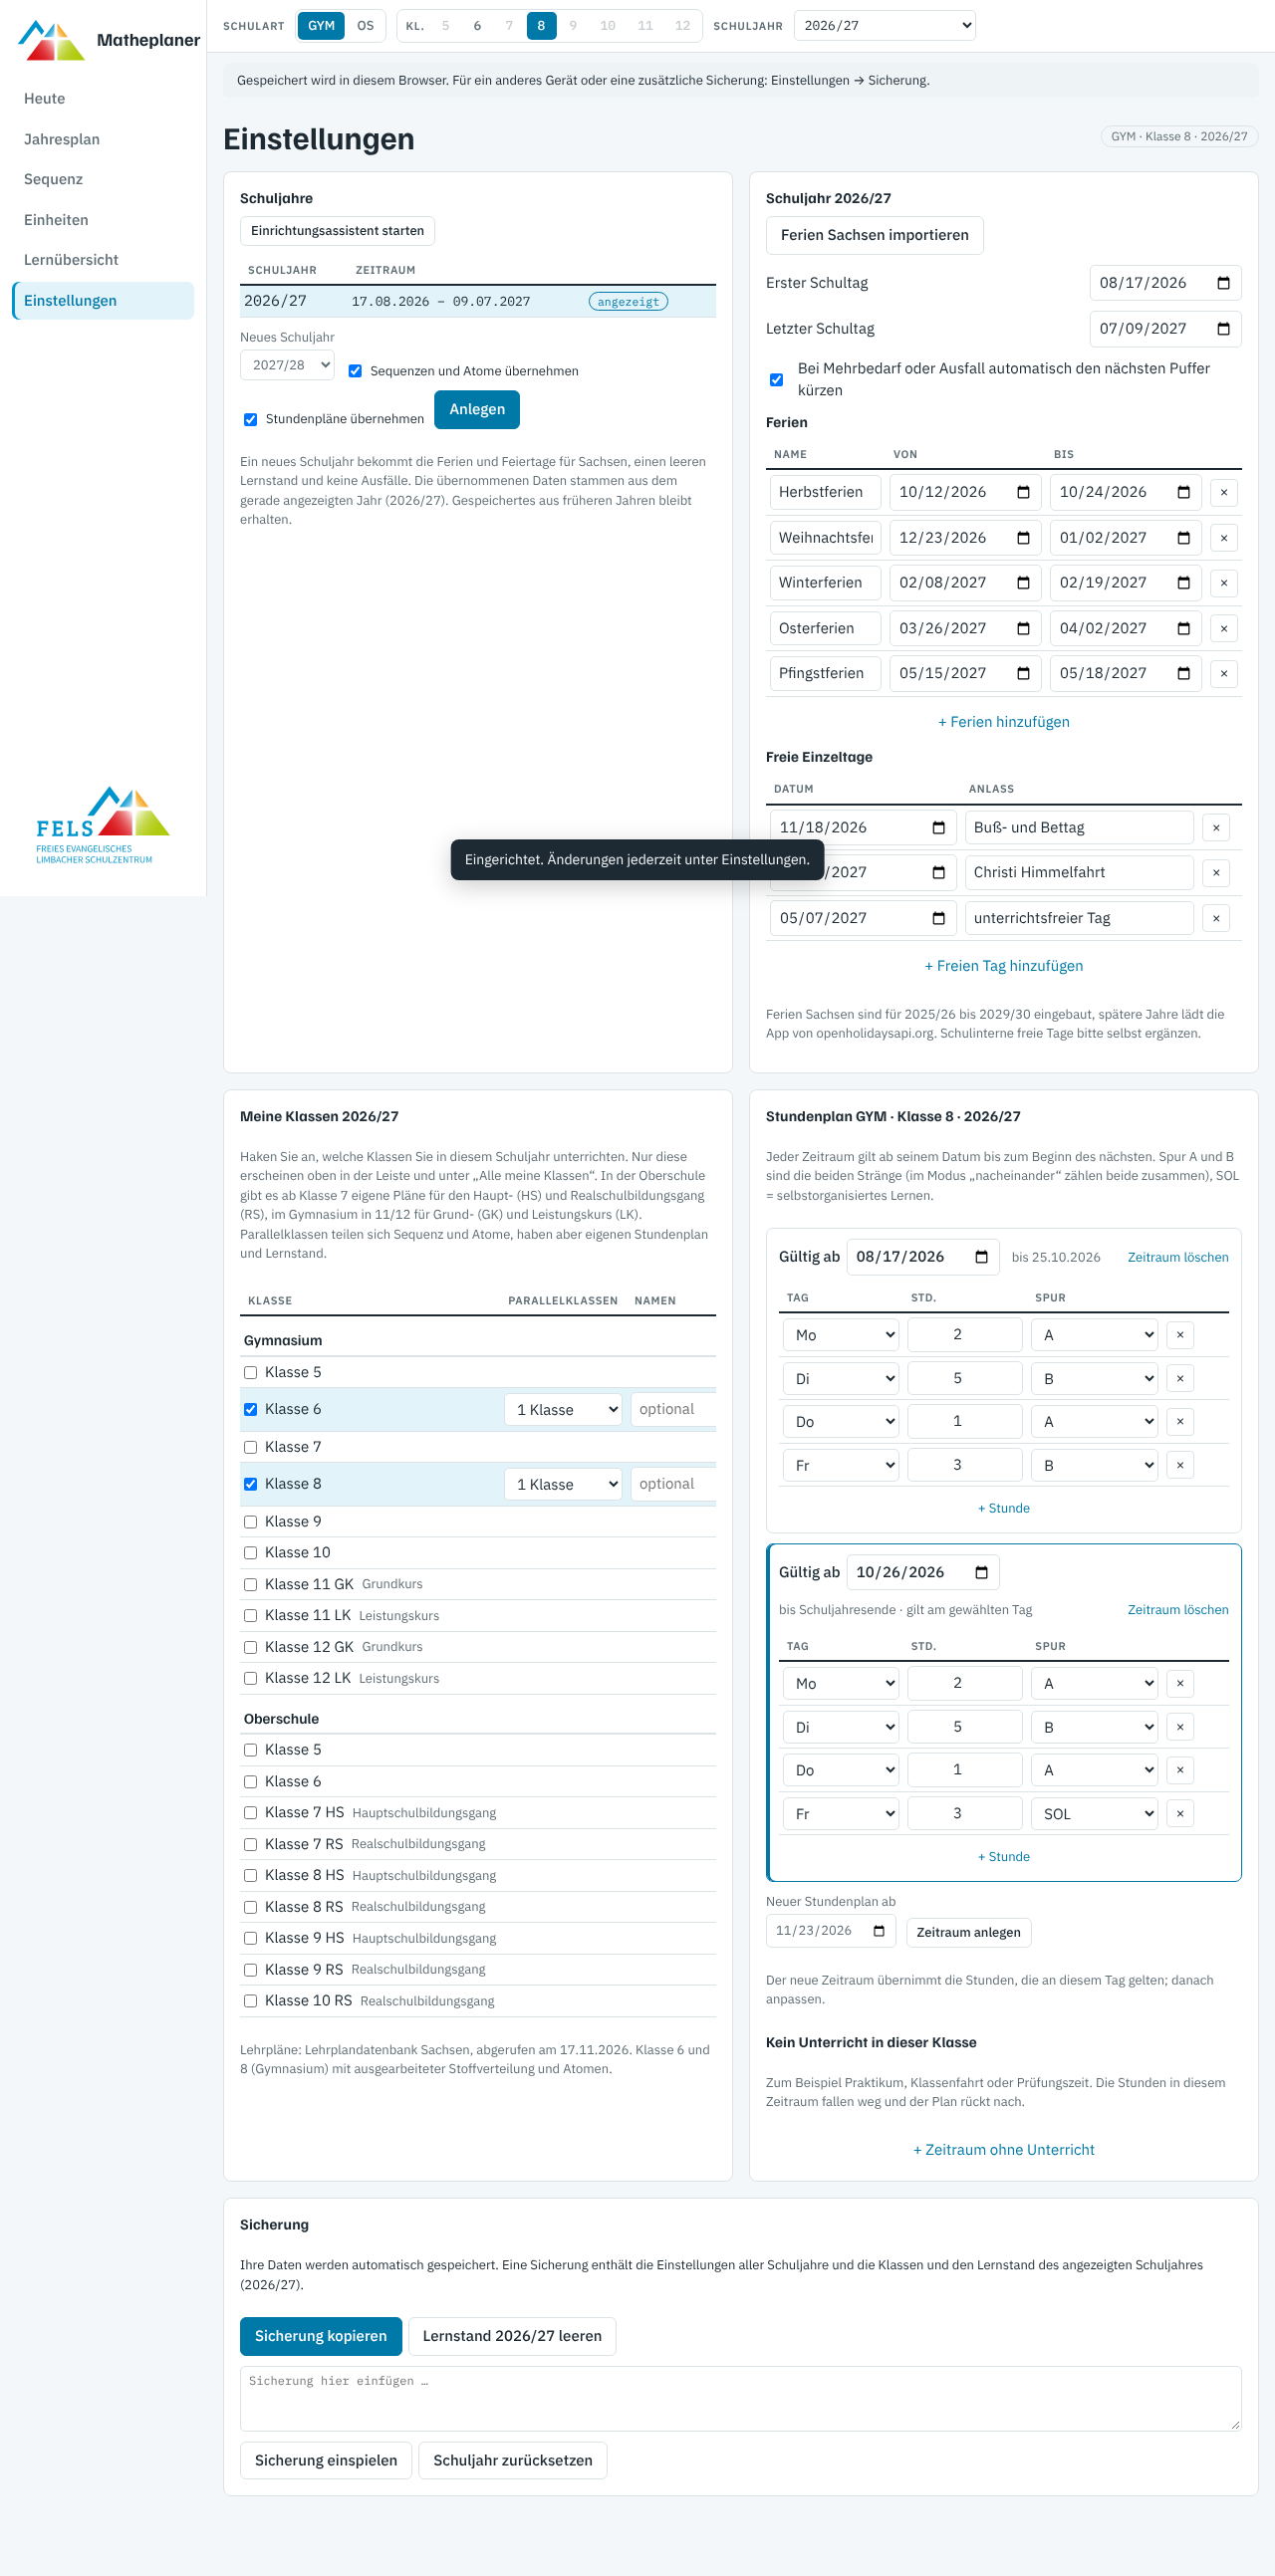 Matheplaner
SCHULART GYM OS KL. 5 6 7 8 9 10 11 12 SCHULJAHR 2026/27
Heute
Jahresplan
Sequenz
Einheiten
Lernübersicht
Einstellungen
FELS
FREIES EVANGELISCHES
LIMBACHER SCHULZENTRUM
Gespeichert wird in diesem Browser. Für ein anderes Gerät oder eine zusätzliche Sicherung: Einstellungen → Sicherung.
Einstellungen
GYM · Klasse 8 · 2026/27
Schuljahre
Einrichtungsassistent starten
SCHULJAHR ZEITRAUM
2026/27 17.08.2026 – 09.07.2027 angezeigt
Neues Schuljahr
2027/28 Sequenzen und Atome übernehmen
Stundenpläne übernehmen Anlegen
Ein neues Schuljahr bekommt die Ferien und Feiertage für Sachsen, einen leeren
Lernstand und keine Ausfälle. Die übernommenen Daten stammen aus dem
gerade angezeigten Jahr (2026/27). Gespeichertes aus früheren Jahren bleibt
erhalten.
Schuljahr 2026/27
Ferien Sachsen importieren
Erster Schultag 08/17/2026
Letzter Schultag 07/09/2027
Bei Mehrbedarf oder Ausfall automatisch den nächsten Puffer
kürzen
Ferien
NAME VON BIS
Herbstferien 10/12/2026 10/24/2026 ×
Weihnachtsfer 12/23/2026 01/02/2027 ×
Winterferien 02/08/2027 02/19/2027 ×
Osterferien 03/26/2027 04/02/2027 ×
Pfingstferien 05/15/2027 05/18/2027 ×
+ Ferien hinzufügen
Freie Einzeltage
DATUM ANLASS
11/18/2026 Buß- und Bettag ×
/2027 Christi Himmelfahrt ×
05/07/2027 unterrichtsfreier Tag ×
+ Freien Tag hinzufügen
Ferien Sachsen sind für 2025/26 bis 2029/30 eingebaut, spätere Jahre lädt die
App von openholidaysapi.org. Schulinterne freie Tage bitte selbst ergänzen.
Eingerichtet. Änderungen jederzeit unter Einstellungen.
Meine Klassen 2026/27
Haken Sie an, welche Klassen Sie in diesem Schuljahr unterrichten. Nur diese
erscheinen oben in der Leiste und unter „Alle meine Klassen“. In der Oberschule
gibt es ab Klasse 7 eigene Pläne für den Haupt- (HS) und Realschulbildungsgang
(RS), im Gymnasium in 11/12 für Grund- (GK) und Leistungskurs (LK).
Parallelklassen teilen sich Sequenz und Atome, haben aber eigenen Stundenplan
und Lernstand.
KLASSE PARALLELKLASSEN NAMEN
Gymnasium
Klasse 5
Klasse 6 1 Klasse optional
Klasse 7
Klasse 8 1 Klasse optional
Klasse 9
Klasse 10
Klasse 11 GK Grundkurs
Klasse 11 LK Leistungskurs
Klasse 12 GK Grundkurs
Klasse 12 LK Leistungskurs
Oberschule
Klasse 5
Klasse 6
Klasse 7 HS Hauptschulbildungsgang
Klasse 7 RS Realschulbildungsgang
Klasse 8 HS Hauptschulbildungsgang
Klasse 8 RS Realschulbildungsgang
Klasse 9 HS Hauptschulbildungsgang
Klasse 9 RS Realschulbildungsgang
Klasse 10 RS Realschulbildungsgang
Lehrpläne: Lehrplandatenbank Sachsen, abgerufen am 17.11.2026. Klasse 6 und
8 (Gymnasium) mit ausgearbeiteter Stoffverteilung und Atomen.
Stundenplan GYM · Klasse 8 · 2026/27
Jeder Zeitraum gilt ab seinem Datum bis zum Beginn des nächsten. Spur A und B
sind die beiden Stränge (im Modus „nacheinander“ zählen beide zusammen), SOL
= selbstorganisiertes Lernen.
Gültig ab 08/17/2026 bis 25.10.2026 Zeitraum löschen
TAG STD. SPUR
Mo 2 A ×
Di 5 B ×
Do 1 A ×
Fr 3 B ×
+ Stunde
Gültig ab 10/26/2026
bis Schuljahresende · gilt am gewählten Tag Zeitraum löschen
TAG STD. SPUR
Mo 2 A ×
Di 5 B ×
Do 1 A ×
Fr 3 SOL ×
+ Stunde
Neuer Stundenplan ab
11/23/2026 Zeitraum anlegen
Der neue Zeitraum übernimmt die Stunden, die an diesem Tag gelten; danach
anpassen.
Kein Unterricht in dieser Klasse
Zum Beispiel Praktikum, Klassenfahrt oder Prüfungszeit. Die Stunden in diesem
Zeitraum fallen weg und der Plan rückt nach.
+ Zeitraum ohne Unterricht
Sicherung
Ihre Daten werden automatisch gespeichert. Eine Sicherung enthält die Einstellungen aller Schuljahre und die Klassen und den Lernstand des angezeigten Schuljahres
(2026/27).
Sicherung kopieren Lernstand 2026/27 leeren
Sicherung hier einfügen …
Sicherung einspielen Schuljahr zurücksetzen